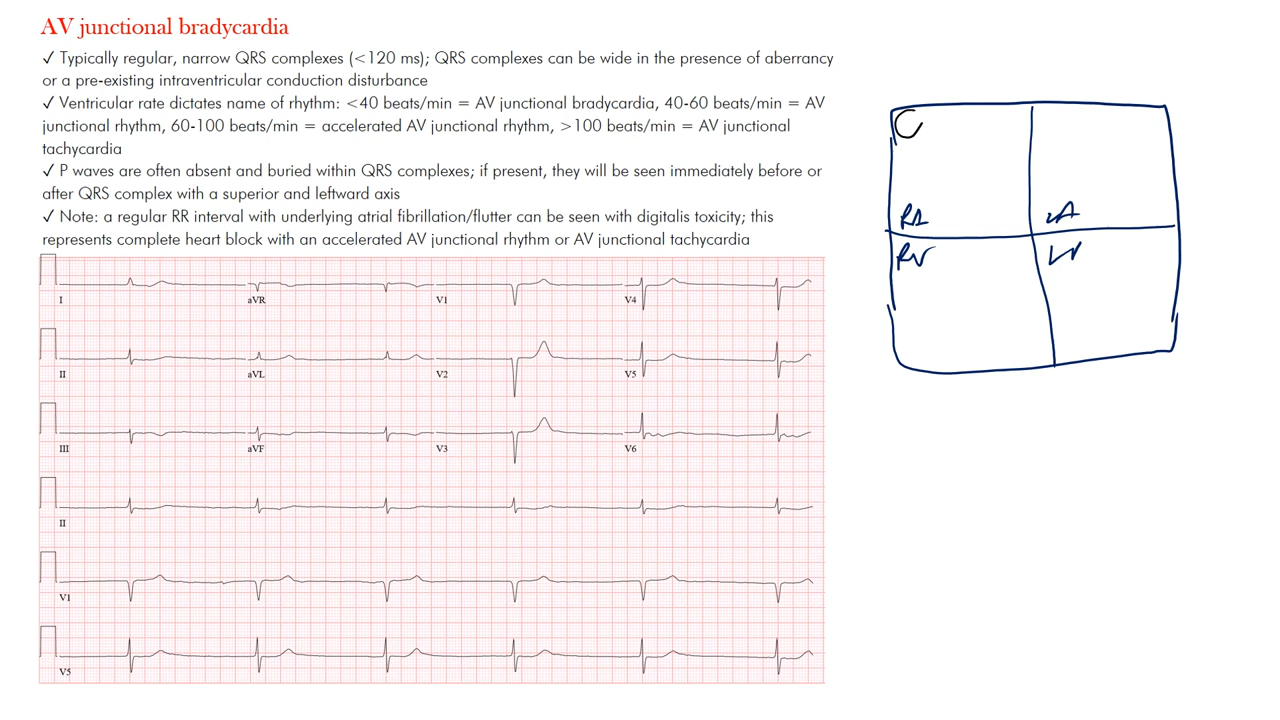 AV junctional bradycardia
✓ Typically regular, narrow QRS complexes (<120 ms); QRS complexes can be wide in the presence of aberrancy
or a pre-existing intraventricular conduction disturbance
✓ Ventricular rate dictates name of rhythm: <40 beats/min = AV junctional bradycardia, 40-60 beats/min = AV
junctional rhythm, 60-100 beats/min = accelerated AV junctional rhythm, >100 beats/min = AV junctional
tachycardia
✓ P waves are often absent and buried within QRS complexes; if present, they will be seen immediately before or
after QRS complex with a superior and leftward axis
✓ Note: a regular RR interval with underlying atrial fibrillation/flutter can be seen with digitalis toxicity; this
represents complete heart block with an accelerated AV junctional rhythm or AV junctional tachycardia
I aVR V1 V4
II aVL V2 V5
III aVF V3 V6
II
V1
V5
RA LA
RV LV